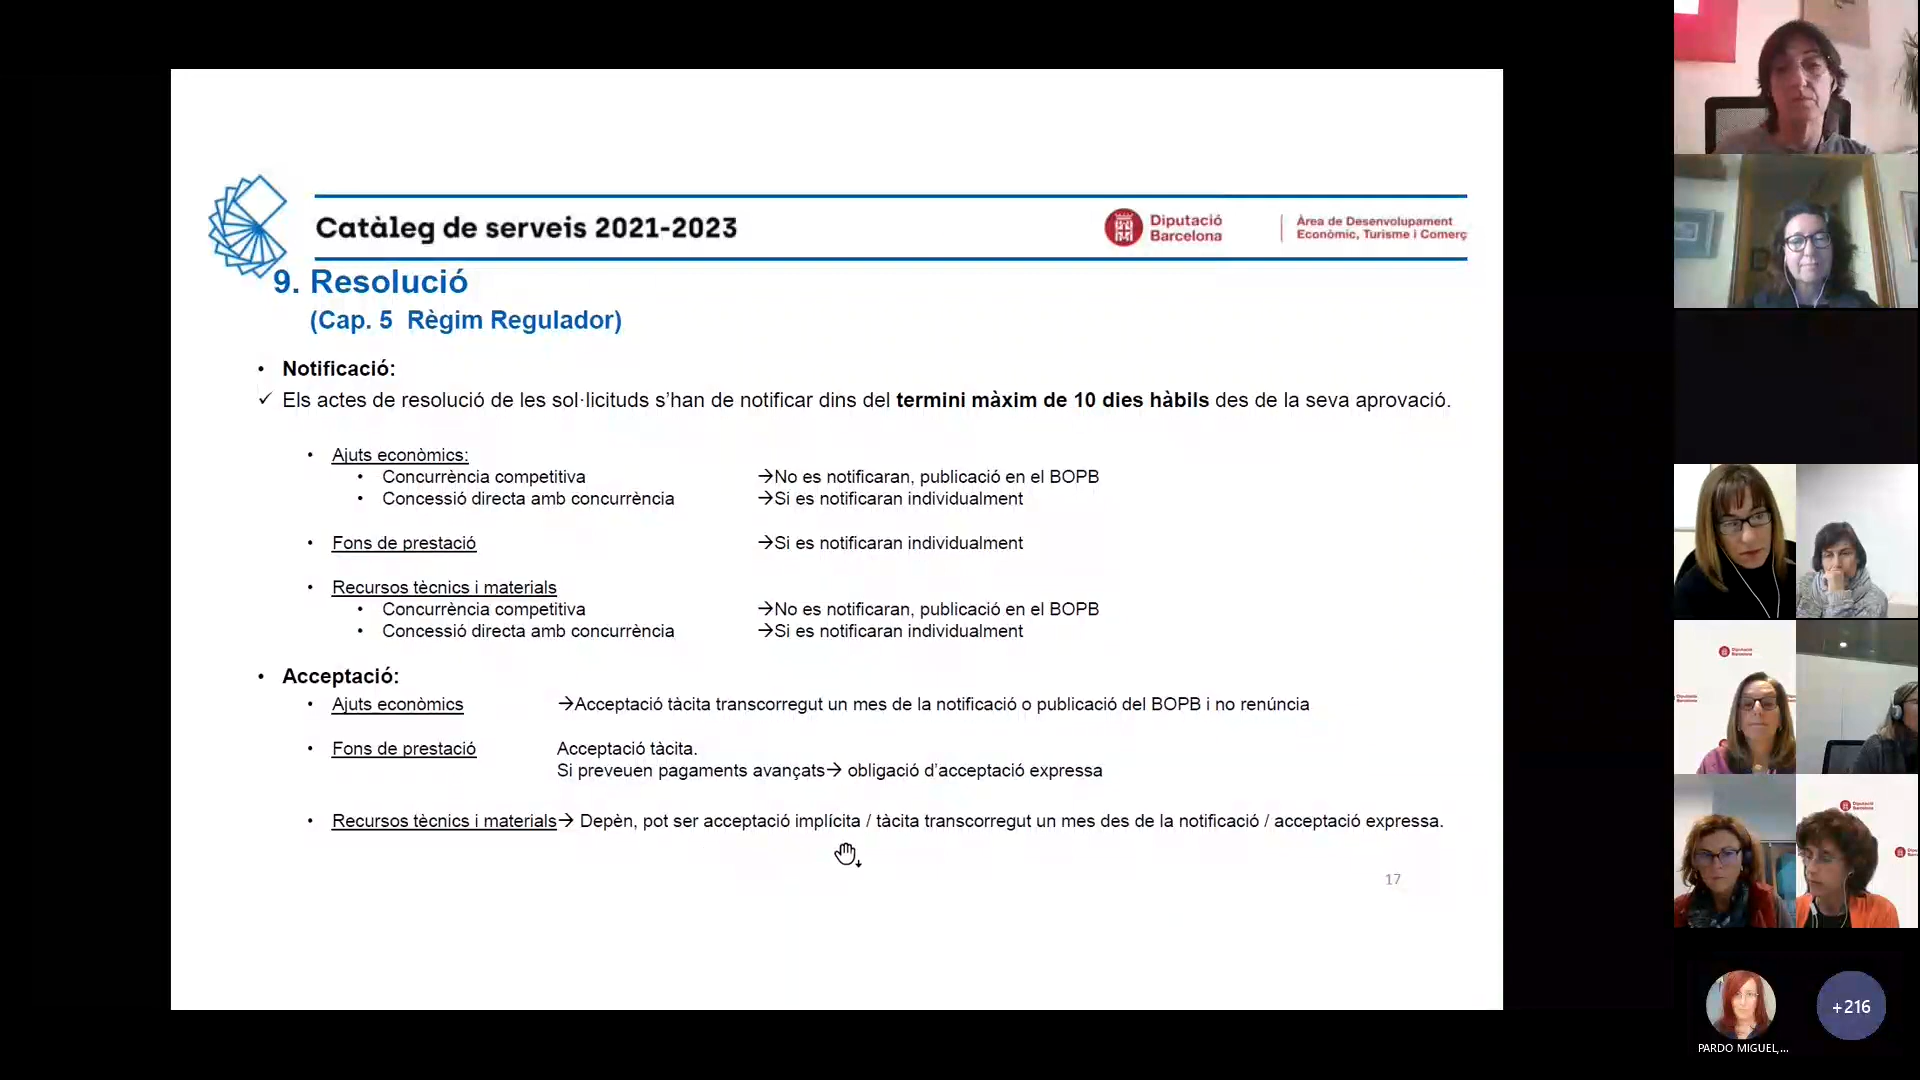 Catàleg de serveis 2021-2023
Diputació
Barcelona
Àrea de Desenvolupament
Econòmic, Turisme i Comerç
9. Resolució
(Cap. 5 Règim Regulador)
• Notificació:
✓ Els actes de resolució de les sol·licituds s’han de notificar dins del termini màxim de 10 dies hàbils des de la seva aprovació.
• Ajuts econòmics:
• Concurrència competitiva →No es notificaran, publicació en el BOPB
• Concessió directa amb concurrència →Si es notificaran individualment
• Fons de prestació →Si es notificaran individualment
• Recursos tècnics i materials
• Concurrència competitiva →No es notificaran, publicació en el BOPB
• Concessió directa amb concurrència →Si es notificaran individualment
• Acceptació:
• Ajuts econòmics →Acceptació tàcita transcorregut un mes de la notificació o publicació del BOPB i no renúncia
• Fons de prestació Acceptació tàcita.
Si preveuen pagaments avançats→ obligació d’acceptació expressa
• Recursos tècnics i materials→ Depèn, pot ser acceptació implícita / tàcita transcorregut un mes des de la notificació / acceptació expressa.
17
Diputació
Barcelona
Diputació
Barcelona
Diputació
Barcelona
+216
PARDO MIGUEL,...